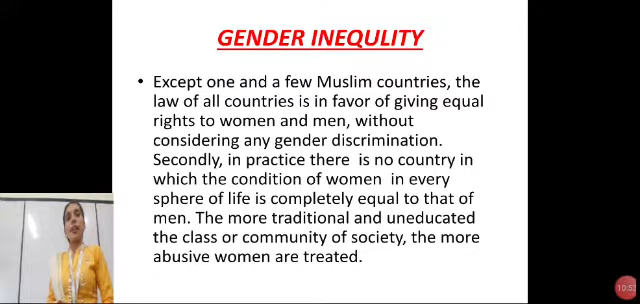 GENDER INEQULITY
• Except one and a few Muslim countries, the
law of all countries is in favor of giving equal
rights to women and men, without
considering any gender discrimination.
Secondly, in practice there is no country in
which the condition of women in every
sphere of life is completely equal to that of
men. The more traditional and uneducated
the class or community of society, the more
abusive women are treated.